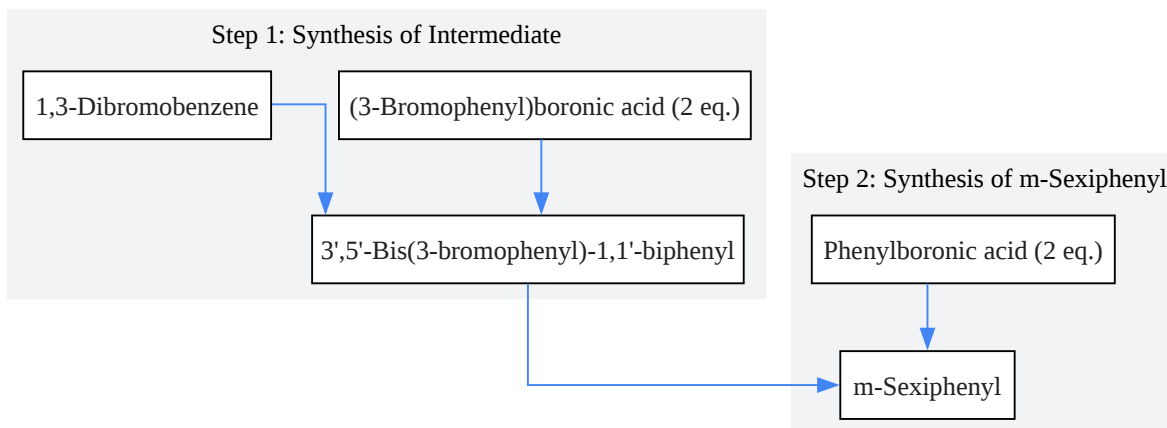 Step 1: Synthesis of Intermediate
1,3-Dibromobenzene
(3-Bromophenyl)boronic acid (2 eq.)
3',5'-Bis(3-bromophenyl)-1,1'-biphenyl
Step 2: Synthesis of m-Sexiphenyl
Phenylboronic acid (2 eq.)
m-Sexiphenyl